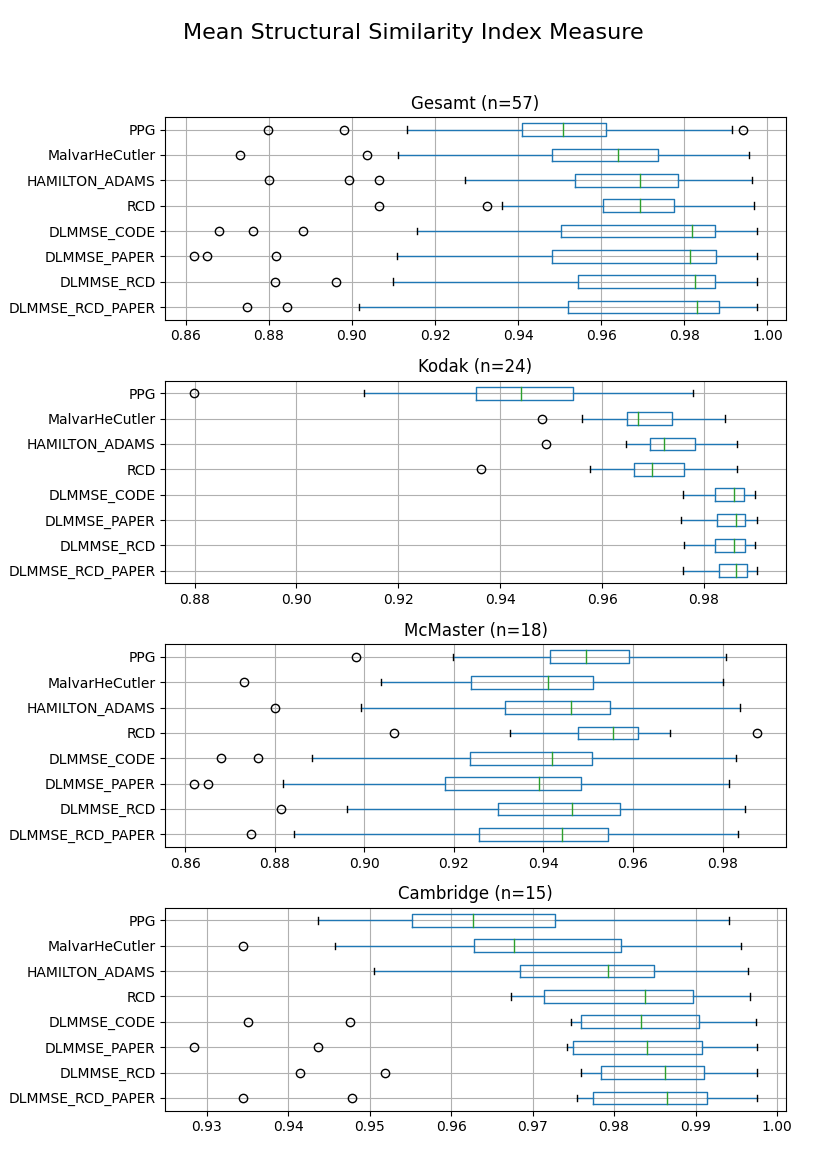 Mean Structural Similarity Index Measure
Gesamt (n=57)
PPG
MalvarHeCutler
HAMILTON_ADAMS
RCD
DLMMSE_CODE
DLMMSE_PAPER
DLMMSE_RCD
DLMMSE_RCD_PAPER
0.86 0.88 0.90 0.92 0.94 0.96 0.98 1.00
Kodak (n=24)
PPG
MalvarHeCutler
HAMILTON_ADAMS
RCD
DLMMSE_CODE
DLMMSE_PAPER
DLMMSE_RCD
DLMMSE_RCD_PAPER
0.88 0.90 0.92 0.94 0.96 0.98
McMaster (n=18)
PPG
MalvarHeCutler
HAMILTON_ADAMS
RCD
DLMMSE_CODE
DLMMSE_PAPER
DLMMSE_RCD
DLMMSE_RCD_PAPER
0.86 0.88 0.90 0.92 0.94 0.96 0.98
Cambridge (n=15)
PPG
MalvarHeCutler
HAMILTON_ADAMS
RCD
DLMMSE_CODE
DLMMSE_PAPER
DLMMSE_RCD
DLMMSE_RCD_PAPER
0.93 0.94 0.95 0.96 0.97 0.98 0.99 1.00